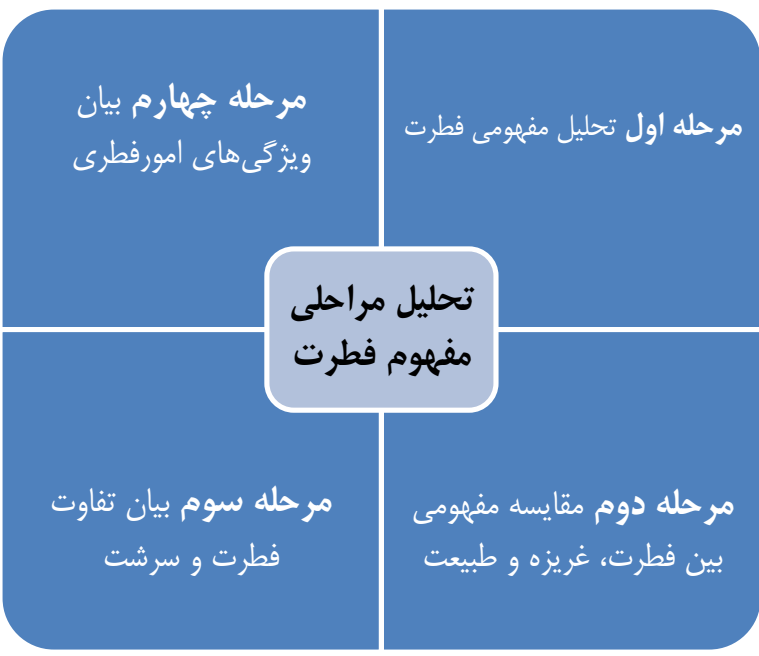 مرحله اول تحلیل مفهومی فطرت
مرحله چهارم بیان
ویژگی‌های امورفطری
تحلیل مراحلی
مفهوم فطرت
مرحله دوم مقایسه مفهومی
بین فطرت، غریزه و طبیعت
مرحله سوم بیان تفاوت
فطرت و سرشت